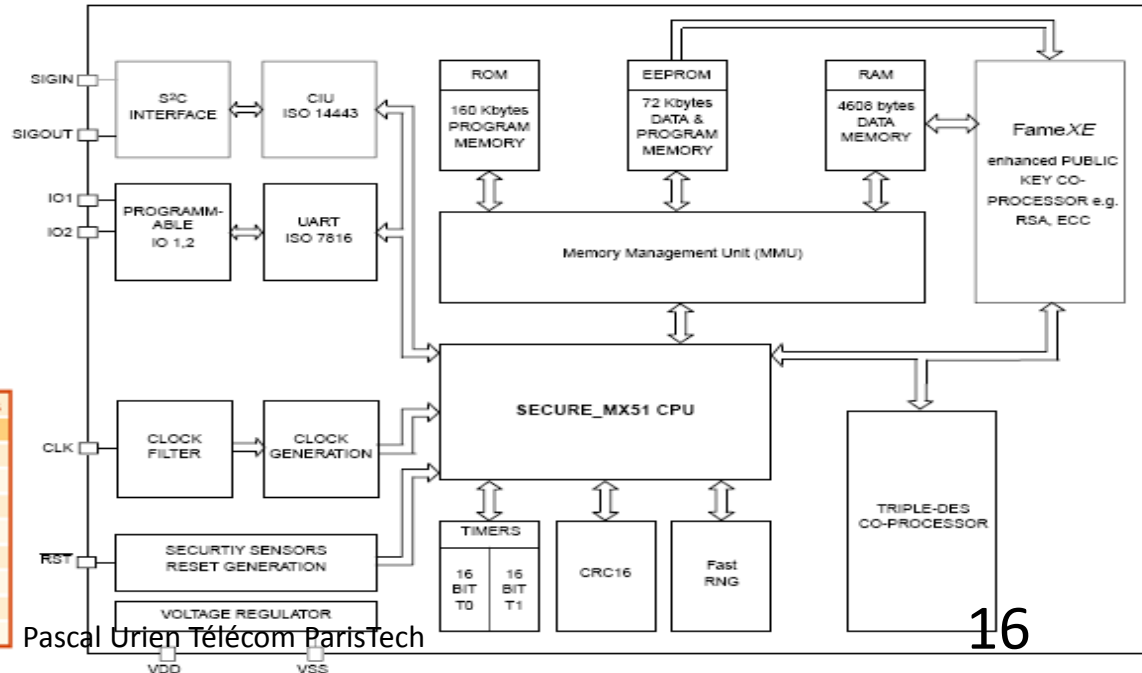 SIGIN
SIGOUT
S²C
INTERFACE
CIU
ISO 14443
IO1
IO2
PROGRAMM-
ABLE
IO 1,2
UART
ISO 7816
ROM
160 Kbytes
PROGRAM
MEMORY
EEPROM
72 Kbytes
DATA &
PROGRAM
MEMORY
RAM
4608 bytes
DATA
MEMORY
FameXE
enhanced PUBLIC
KEY CO-
PROCESSOR e.g.
RSA, ECC
Memory Management Unit (MMU)
SECURE_MX51 CPU
CLK
CLOCK
FILTER
CLOCK
GENERATION
RST
SECURTIY SENSORS
RESET GENERATION
VOLTAGE REGULATOR
TIMERS
16
BIT
T0
16
BIT
T1
CRC16
Fast
RNG
TRIPLE-DES
CO-PROCESSOR
Pascal Urien Télécom ParisTech
16
VDD
VSS